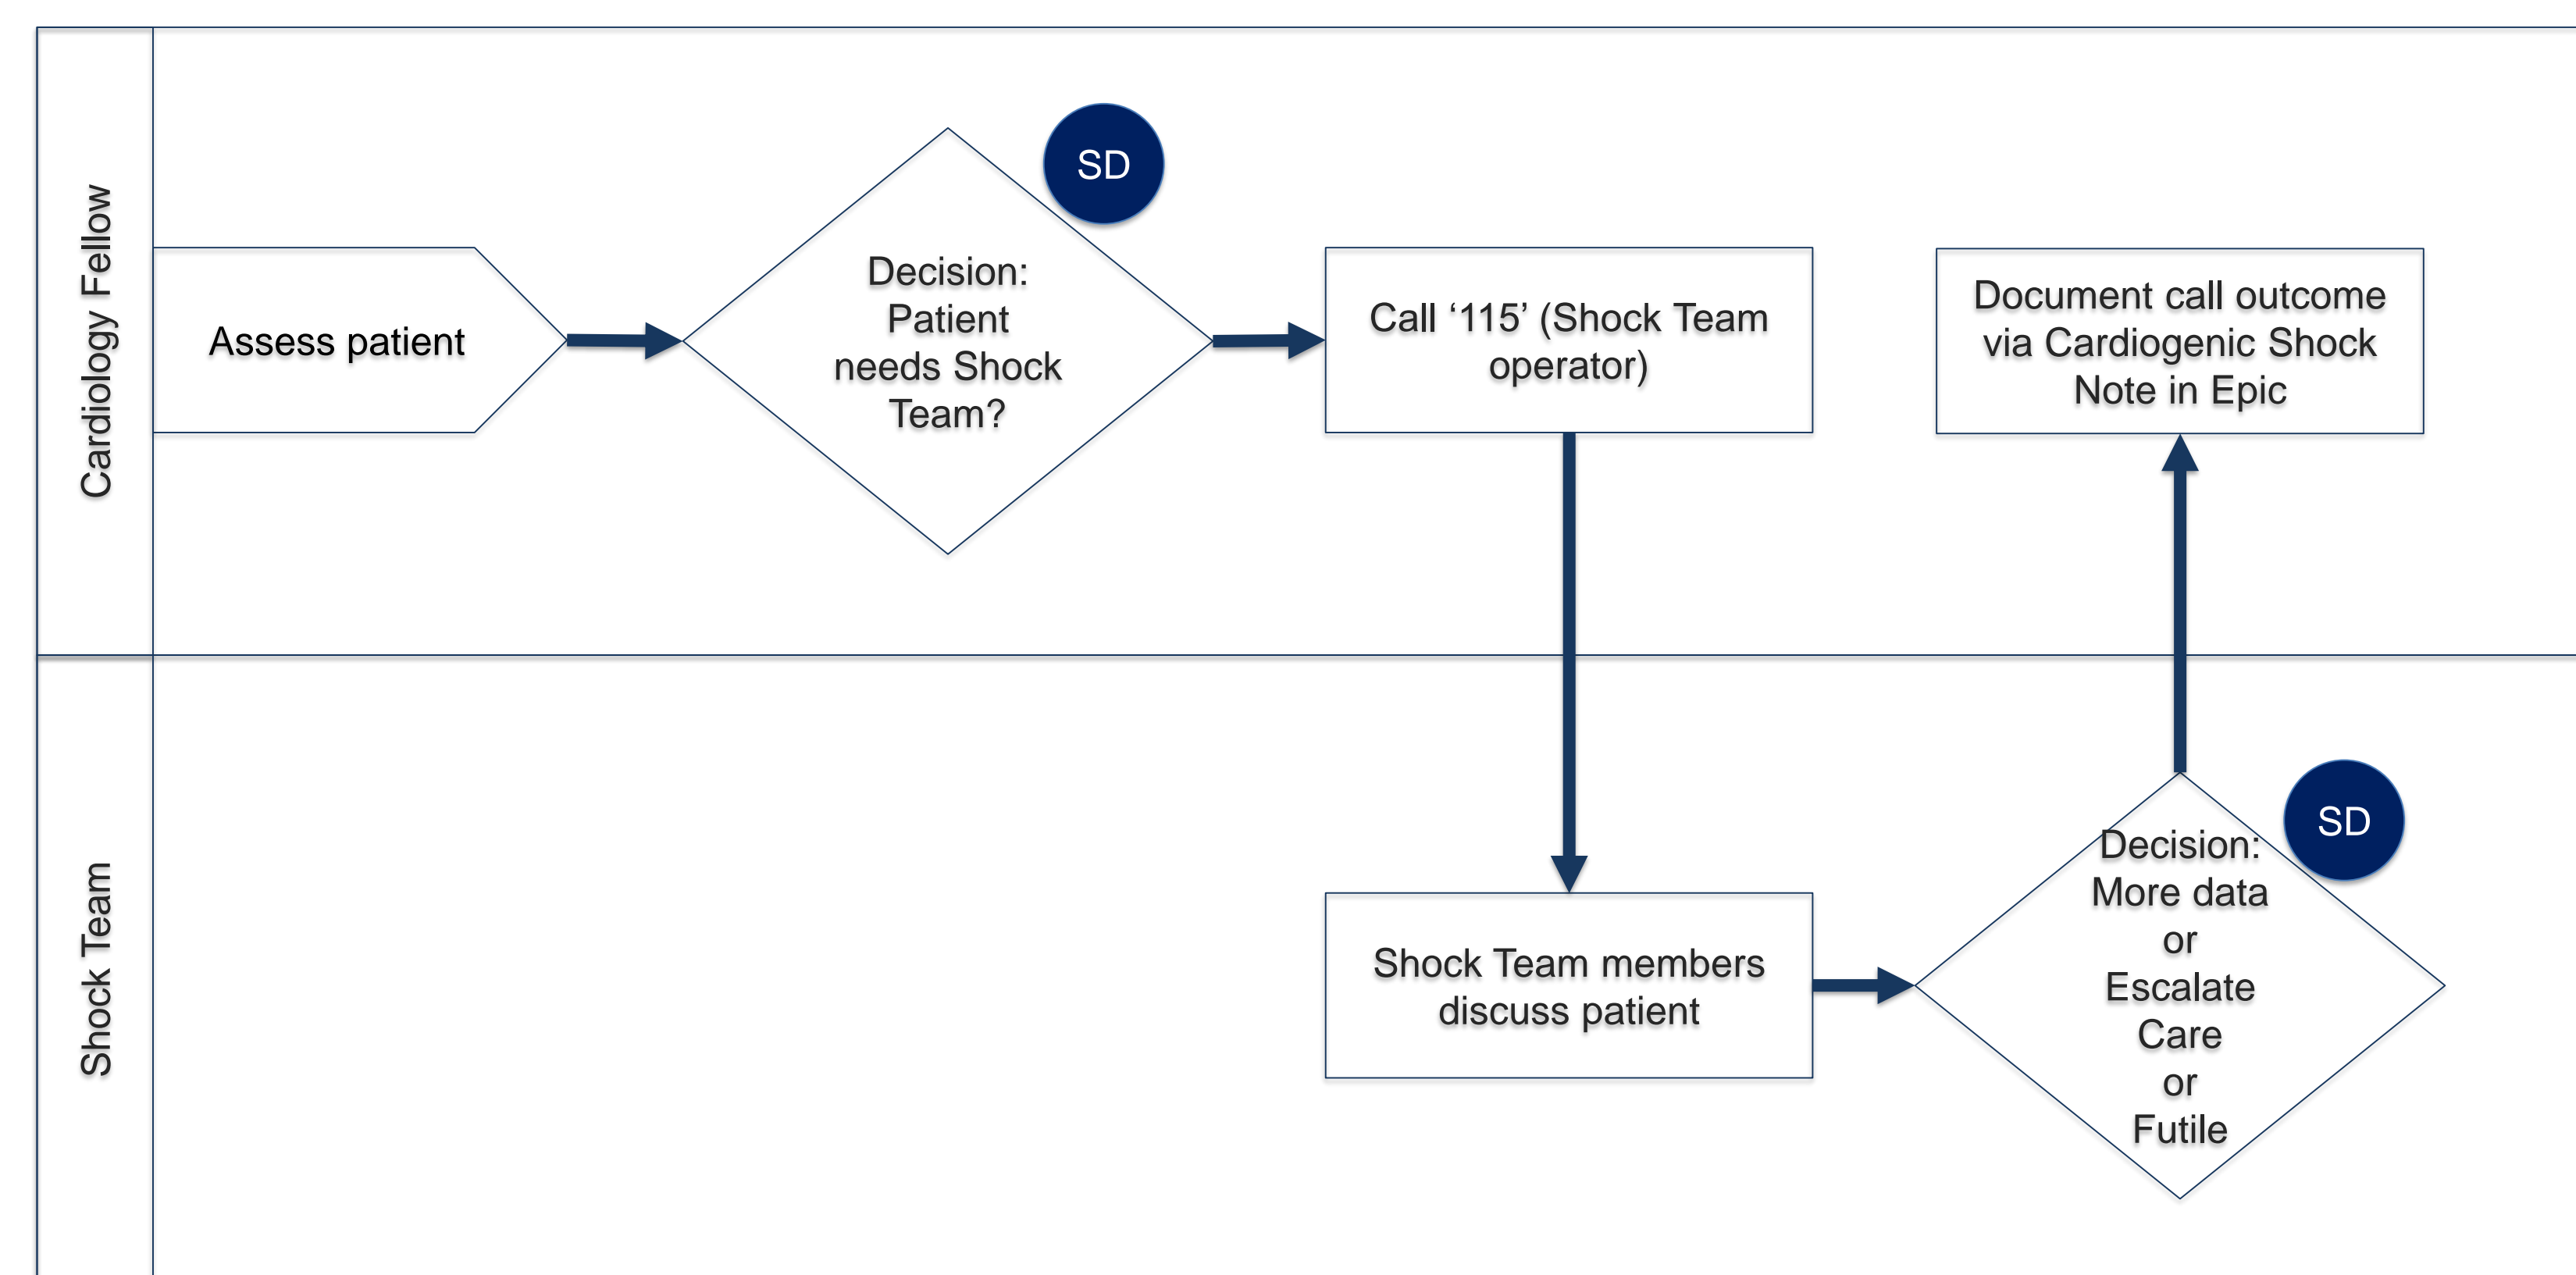 Cardiology Fellow
Assess patient
Decision:
Patient
needs Shock
Team?
SD
Call ‘115’ (Shock Team
operator)
Document call outcome
via Cardiogenic Shock
Note in Epic
Shock Team
Shock Team members
discuss patient
Decision:
More data
or
Escalate
Care
or
Futile
SD